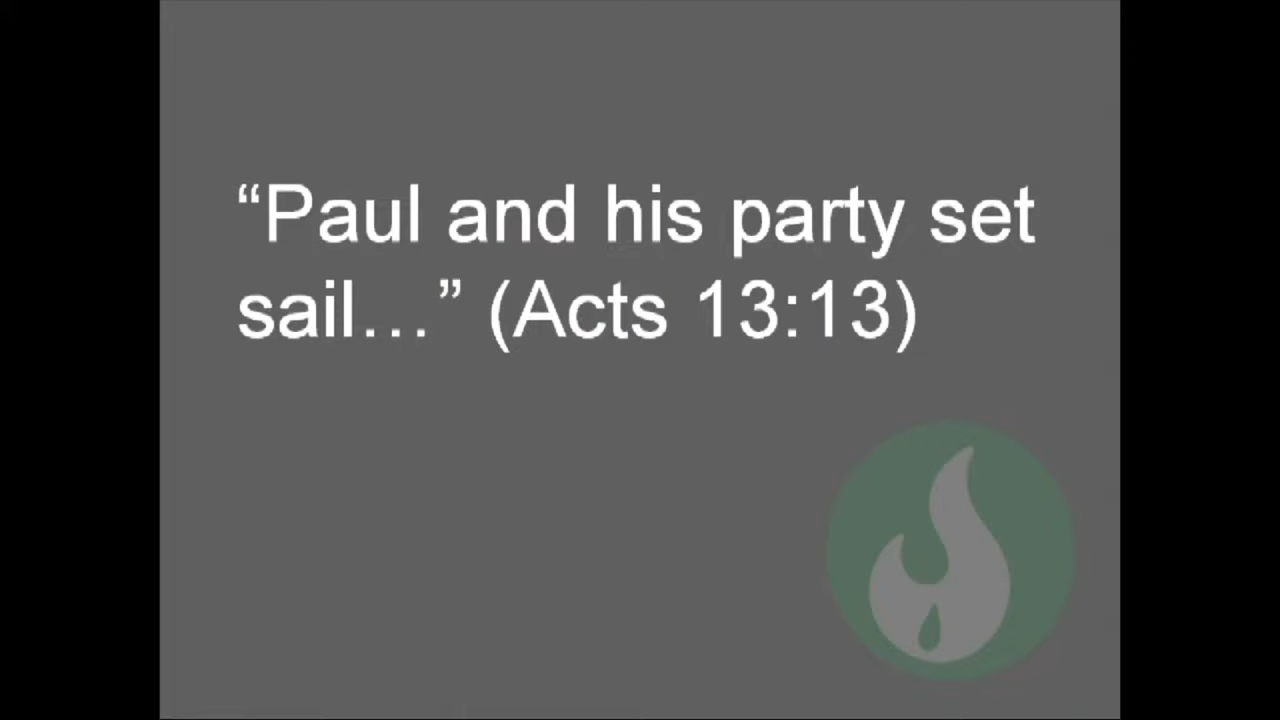 “Paul and his party set
sail…” (Acts 13:13)